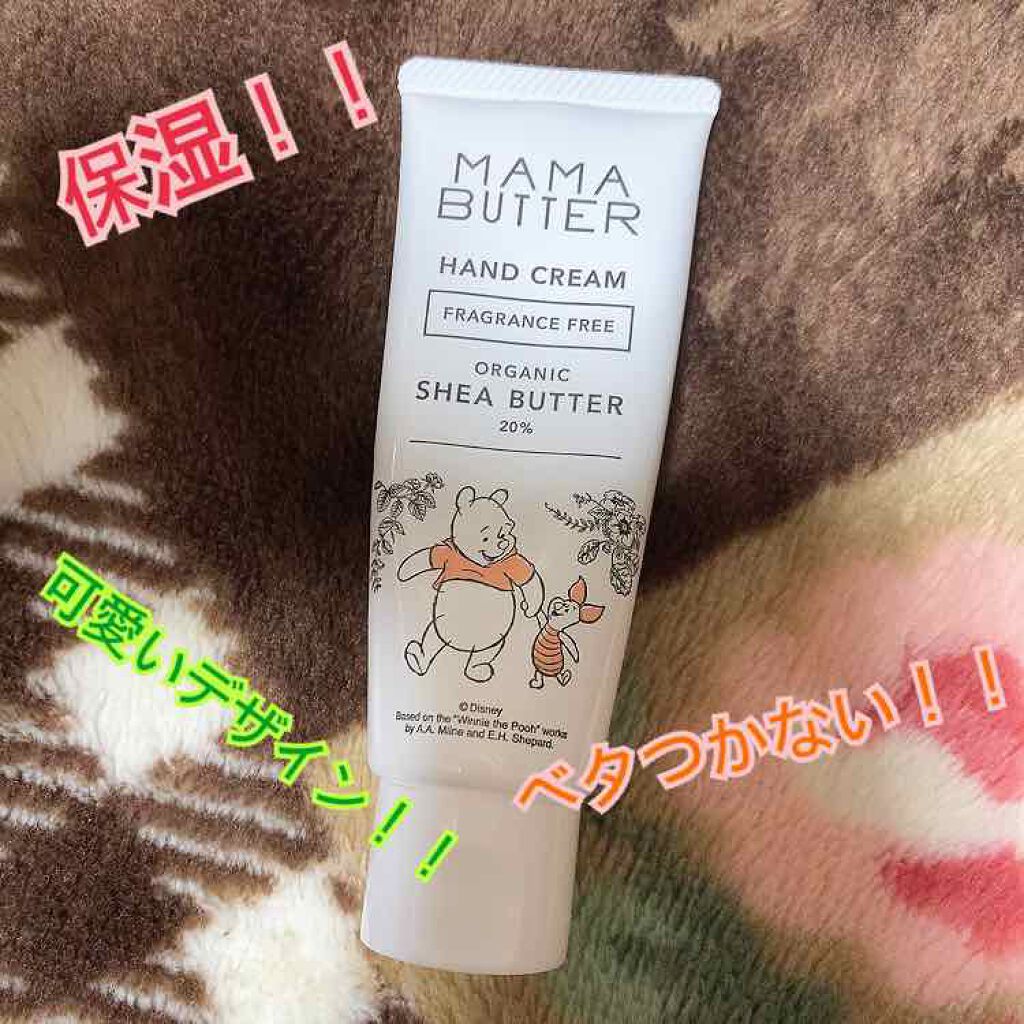 保湿！！
MAMA
BUTTER
HAND CREAM
FRAGRANCE FREE
ORGANIC
SHEA BUTTER
20%
© Disney
Based on the "Winnie the Pooh" works
by A.A. Milne and E.H. Shepard.
可愛いデザイン！！
ベタつかない！！